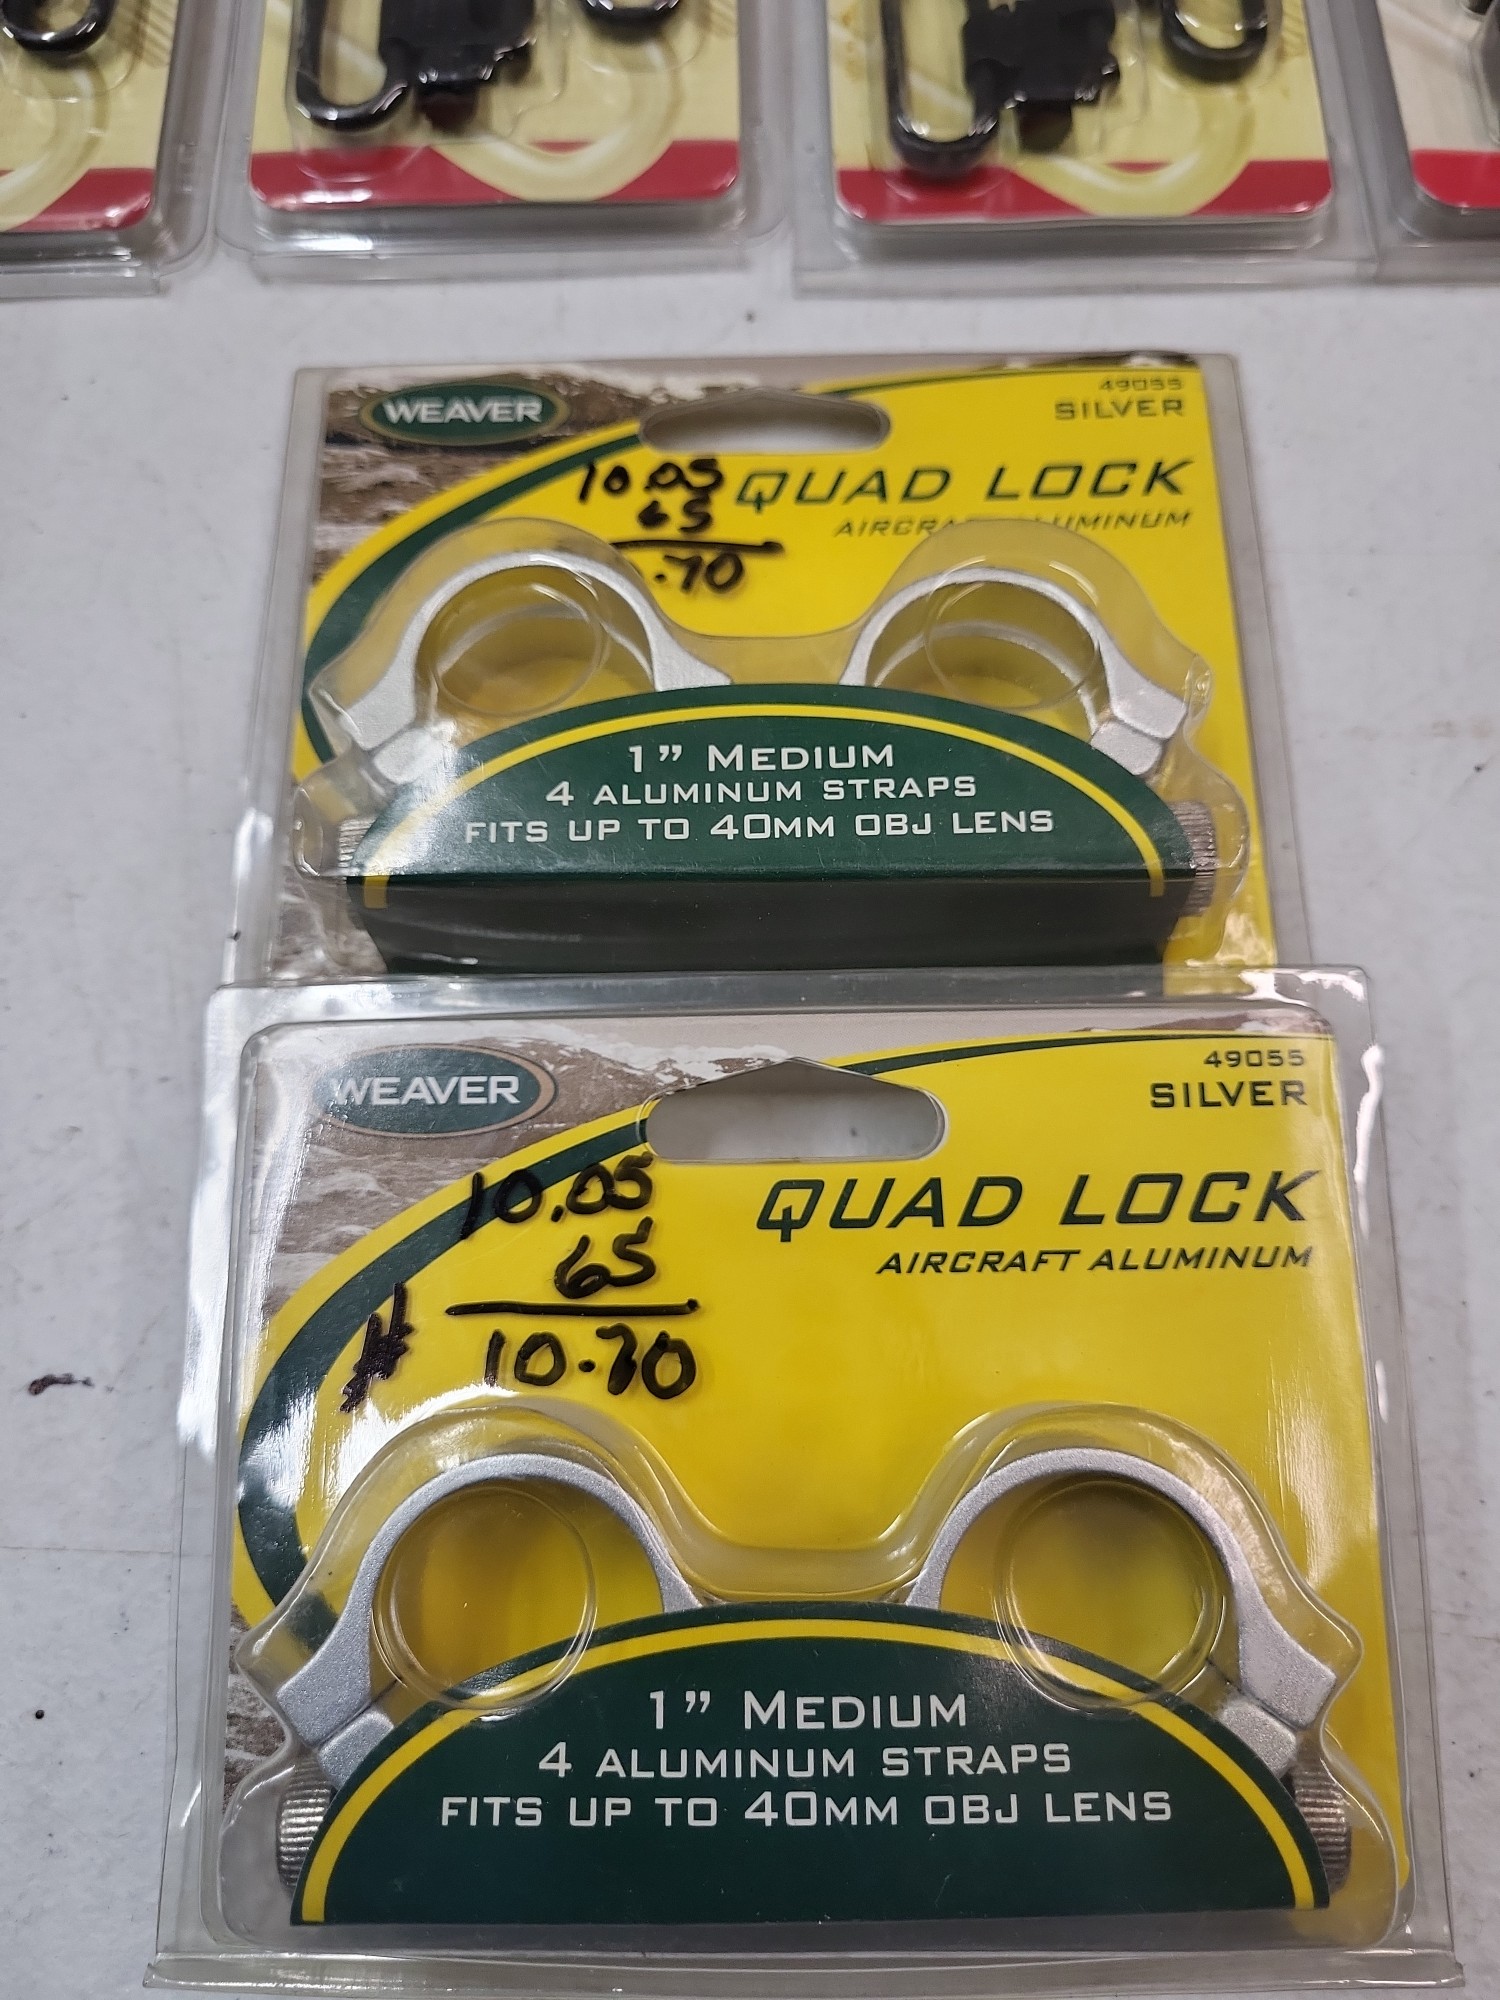 WEAVER
49055
SILVER
QUAD LOCK
10.05
65
.70
1" MEDIUM
4 ALUMINUM STRAPS
FITS UP TO 40MM OBJ LENS
WEAVER
49055
SILVER
QUAD LOCK
AIRCRAFT ALUMINUM
10.05
65
10.70
1" MEDIUM
4 ALUMINUM STRAPS
FITS UP TO 40MM OBJ LENS